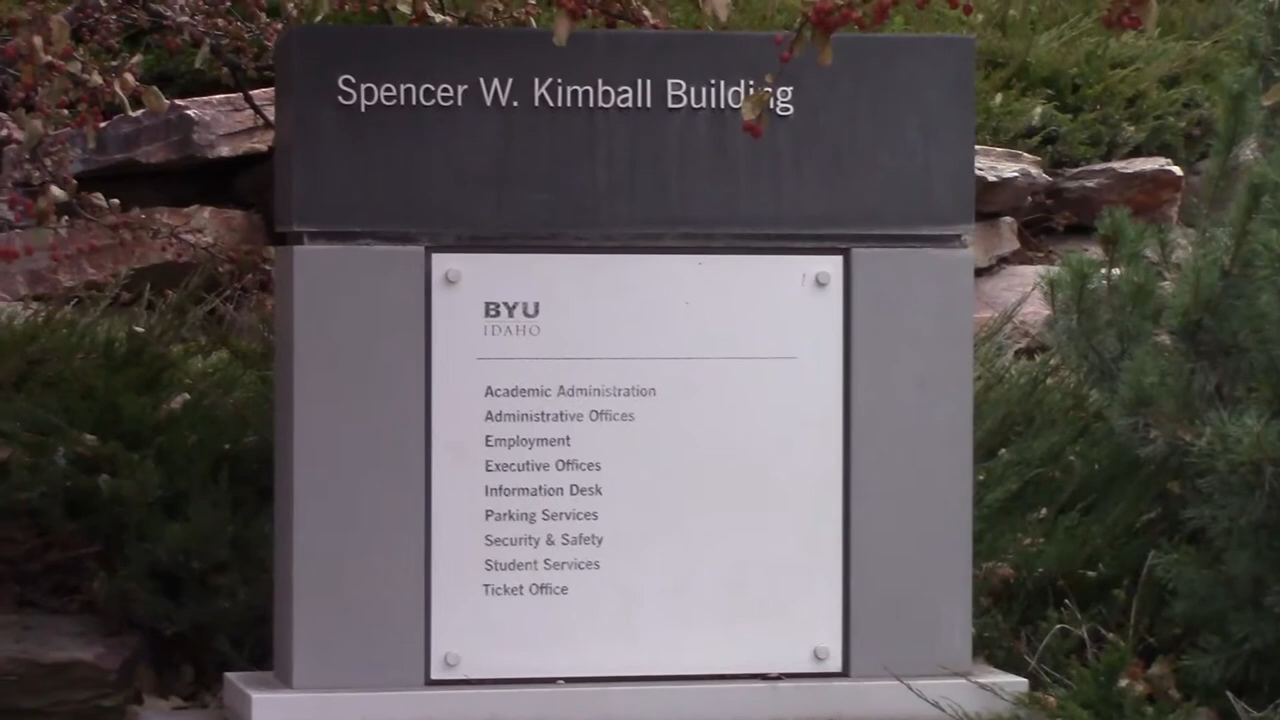 Spencer W. Kimball Building
BYU
IDAHO
Academic Administration
Administrative Offices
Employment
Executive Offices
Information Desk
Parking Services
Security & Safety
Student Services
Ticket Office